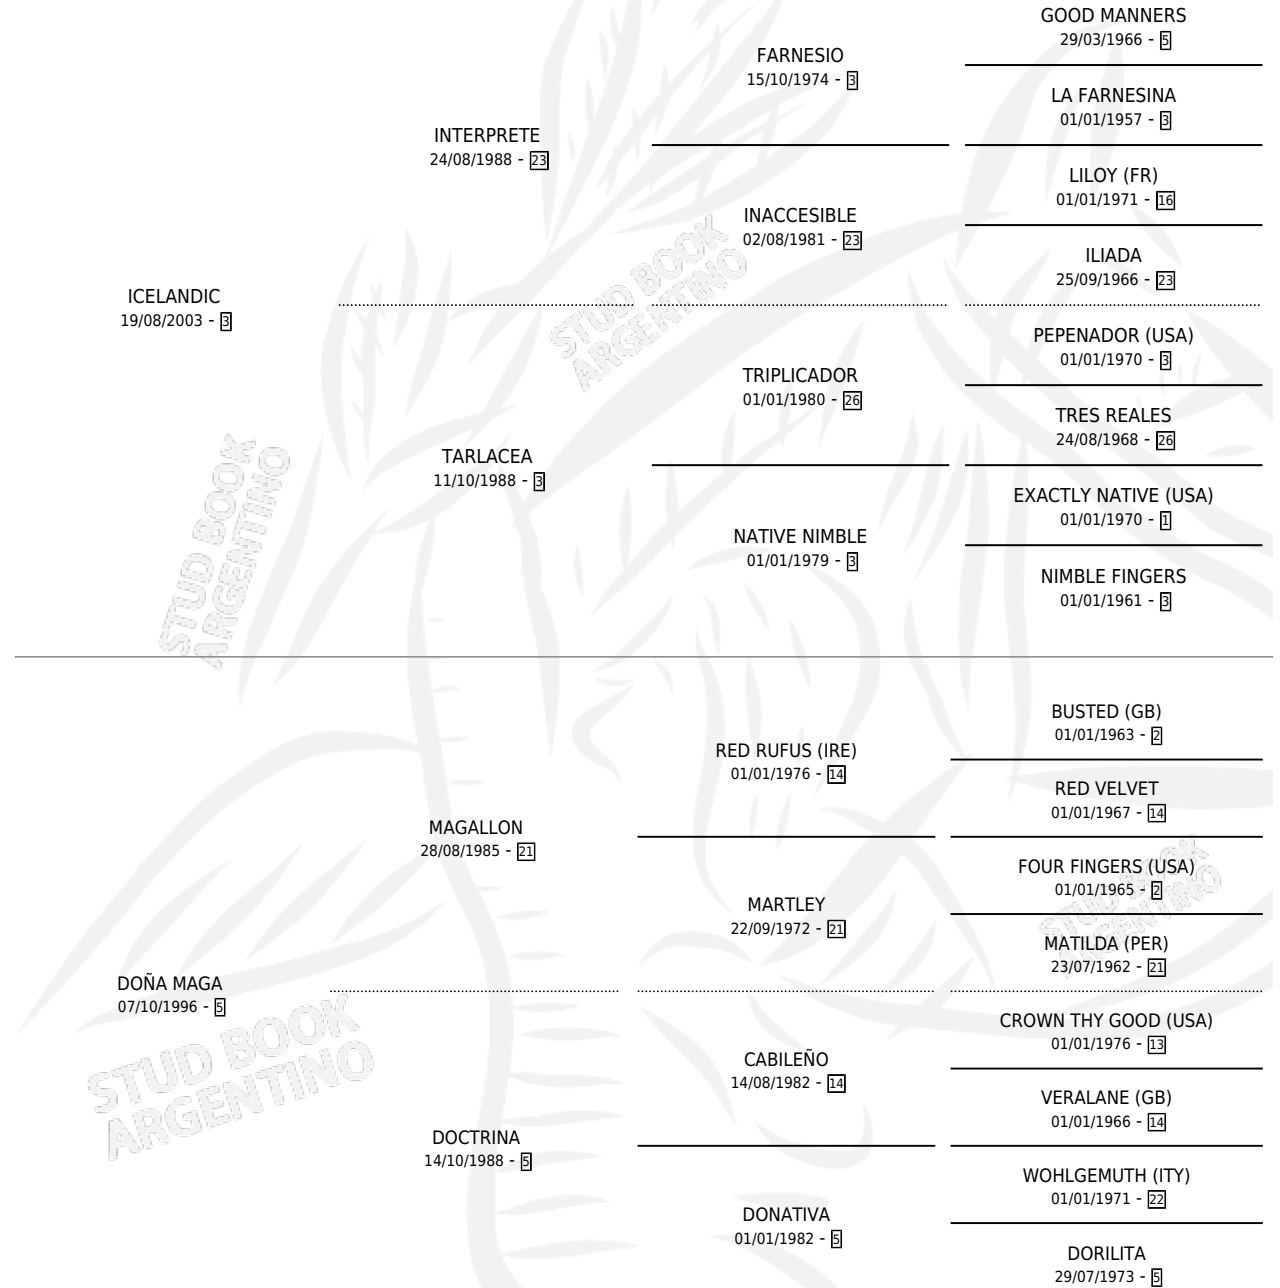 GOOD MANNERS
29/03/1966 - 5
FARNESIO
15/10/1974 - 3
LA FARNESINA
01/01/1957 - 3
INTERPRETE
24/08/1988 - 23
LILOY (FR)
01/01/1971 - 16
INACCESIBLE
02/08/1981 - 23
ILIADA
25/09/1966 - 23
ICELANDIC
19/08/2003 - 3
STUD BOOK
ARGENTINO
PEPENADOR (USA)
01/01/1970 - 3
TRIPLICADOR
01/01/1980 - 26
TRES REALES
24/08/1968 - 26
TARLACEA
11/10/1988 - 3
EXACTLY NATIVE (USA)
01/01/1970 - 1
NATIVE NIMBLE
01/01/1979 - 3
NIMBLE FINGERS
01/01/1961 - 3
STUD BOOK
ARGENTINO
BUSTED (GB)
01/01/1963 - 2
RED RUFUS (IRE)
01/01/1976 - 14
RED VELVET
01/01/1967 - 14
MAGALLON
28/08/1985 - 21
FOUR FINGERS (USA)
01/01/1965 - 2
MARTLEY
22/09/1972 - 21
STUD BOOK
ARGENTINO
MATILDA (PER)
23/07/1962 - 21
DOÑA MAGA
07/10/1996 - 5
CROWN THY GOOD (USA)
01/01/1976 - 13
CABILEÑO
14/08/1982 - 14
STUD BOOK
ARGENTINO
VERALANE (GB)
01/01/1966 - 14
DOCTRINA
14/10/1988 - 5
WOHLGEMUTH (ITY)
01/01/1971 - 22
DONATIVA
01/01/1982 - 5
DORILITA
29/07/1973 - 5